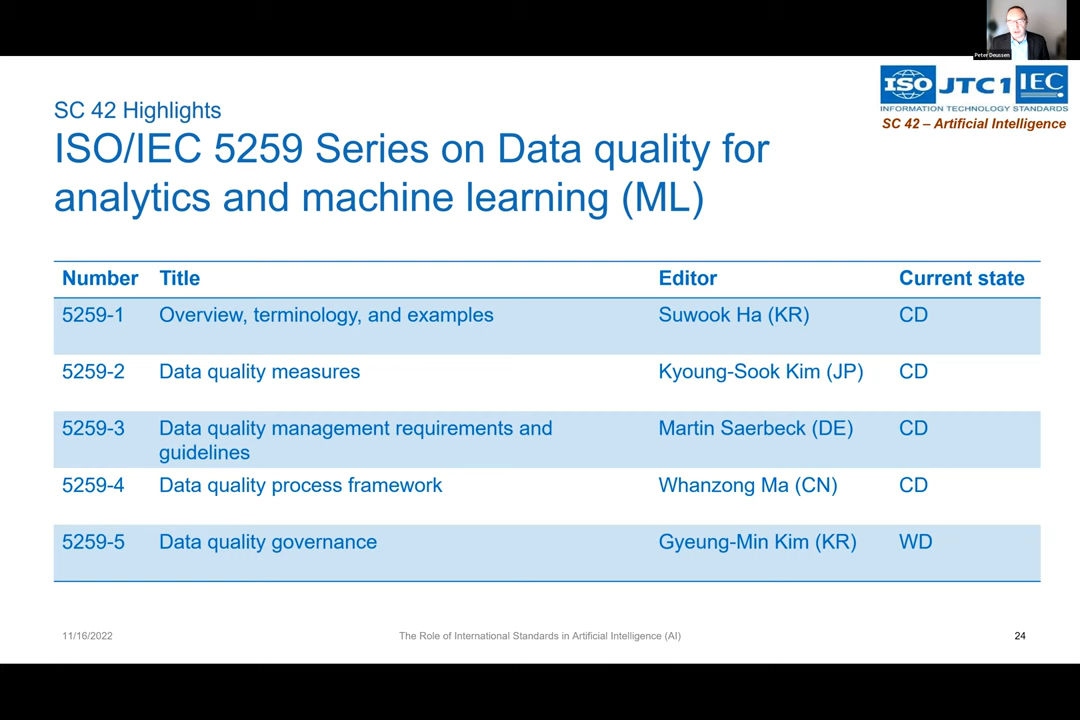 Peter Deussen
ISO JTC1 IEC
INFORMATION TECHNOLOGY STANDARDS
SC 42 – Artificial Intelligence
SC 42 Highlights
ISO/IEC 5259 Series on Data quality for
analytics and machine learning (ML)
Number Title Editor Current state
5259-1 Overview, terminology, and examples Suwook Ha (KR) CD
5259-2 Data quality measures Kyoung-Sook Kim (JP) CD
5259-3 Data quality management requirements and Martin Saerbeck (DE) CD
guidelines
5259-4 Data quality process framework Whanzong Ma (CN) CD
5259-5 Data quality governance Gyeung-Min Kim (KR) WD
11/16/2022 The Role of International Standards in Artificial Intelligence (AI) 24